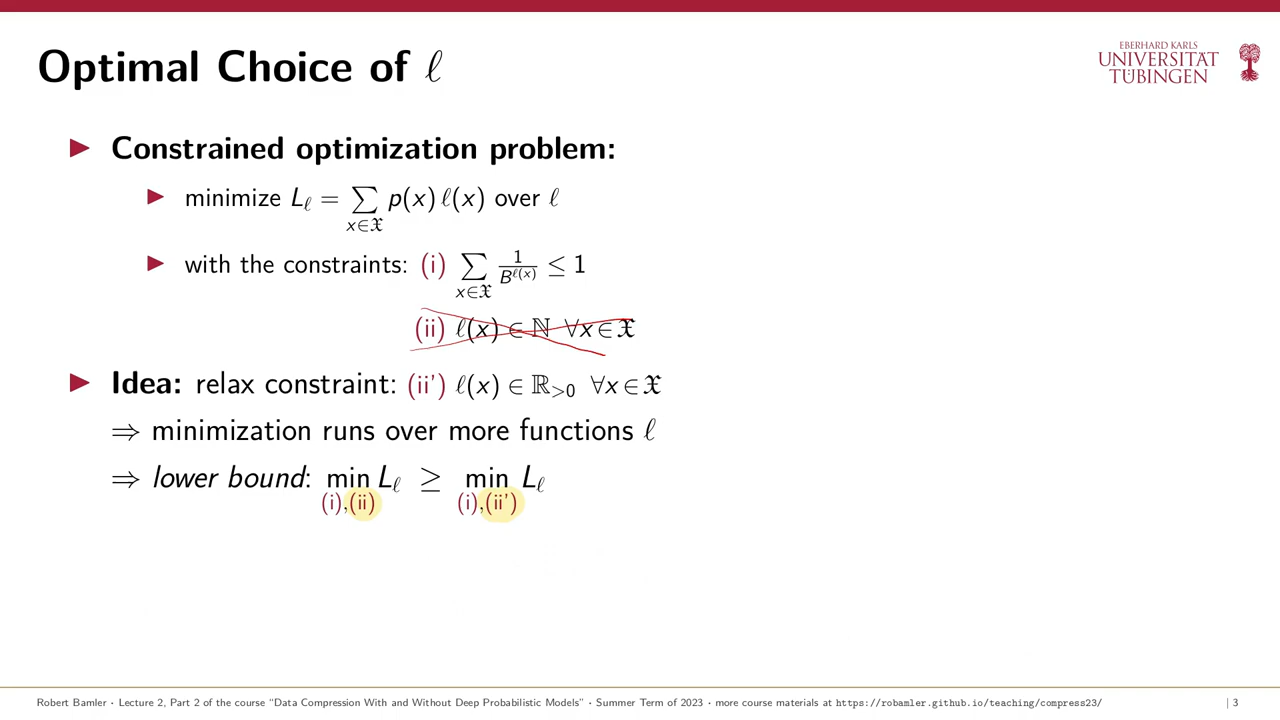 Optimal Choice of ℓ
EBERHARD KARLS
UNIVERSITÄT
TÜBINGEN
▶ Constrained optimization problem:
▶ minimize L_ℓ = ∑_{x∈𝔛} p(x) ℓ(x) over ℓ
▶ with the constraints: (i) ∑_{x∈𝔛} 1/B^{ℓ(x)} ≤ 1
(ii) ℓ(x) ∈ ℕ ∀x∈𝔛
▶ Idea: relax constraint: (ii') ℓ(x) ∈ ℝ_{>0} ∀x∈𝔛
⇒ minimization runs over more functions ℓ
⇒ lower bound: min_{(i),(ii)} L_ℓ ≥ min_{(i),(ii')} L_ℓ
Robert Bamler · Lecture 2, Part 2 of the course “Data Compression With and Without Deep Probabilistic Models” · Summer Term of 2023 · more course materials at https://robamler.github.io/teaching/compress23/ | 3